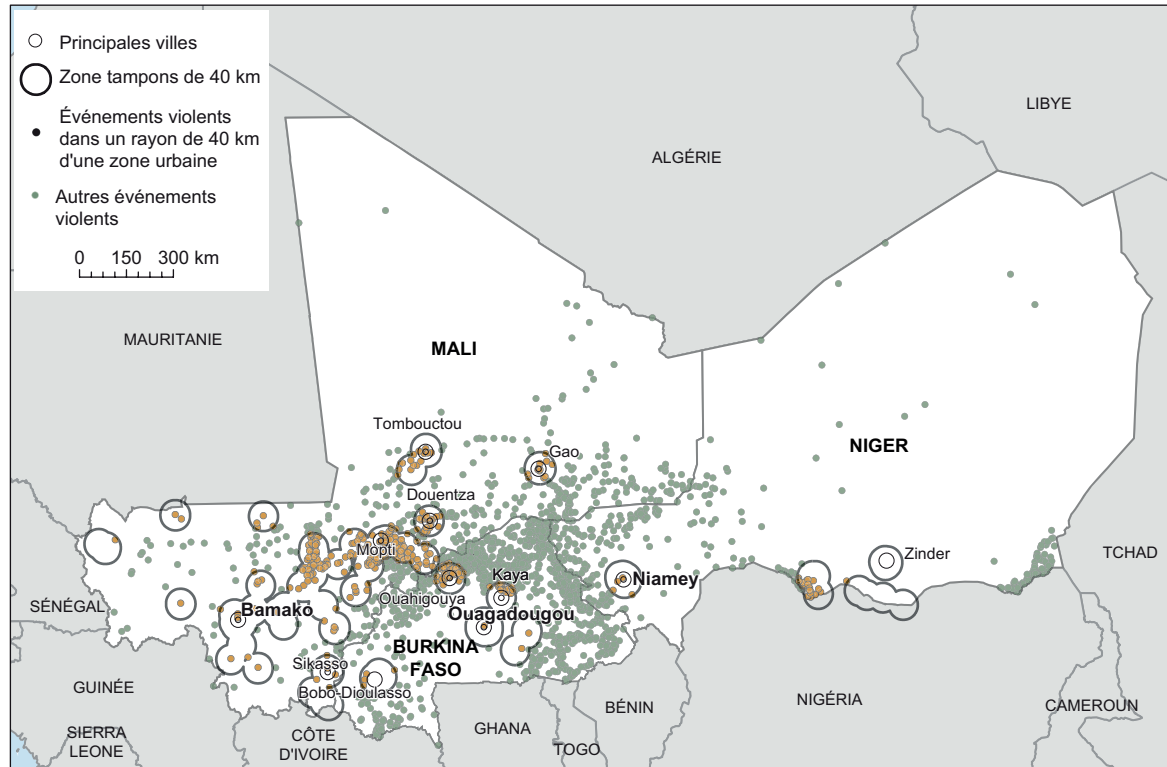 Principales villes
Zone tampons de 40 km
Événements violents
dans un rayon de 40 km
d'une zone urbaine
Autres événements
violents
0 150 300 km
LIBYE
ALGÉRIE
MAURITANIE
MALI
Tombouctou
Gao
NIGER
Douentza
Mopti
Zinder
TCHAD
Kaya
Niamey
Ouahigouya
SÉNÉGAL
Bamako
Ouagadougou
BURKINA
FASO
Sikasso
Bobo-Dioulasso
GUINÉE
BÉNIN
NIGÉRIA
CAMEROUN
SIERRA
LEONE
CÔTE
D'IVOIRE
GHANA
TOGO